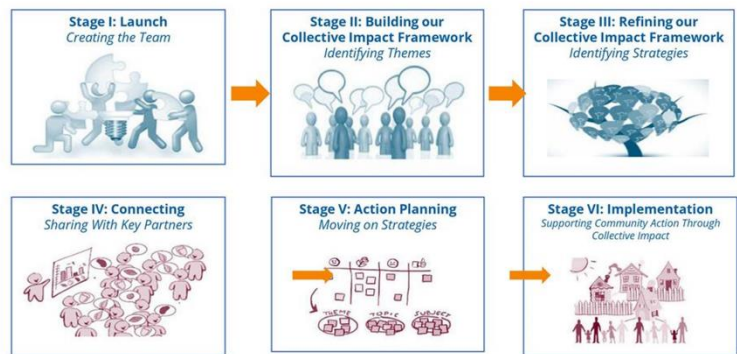 Stage I: Launch
Creating the Team
Stage II: Building our
Collective Impact Framework
Identifying Themes
Stage III: Refining our
Collective Impact Framework
Identifying Strategies
Stage IV: Connecting
Sharing With Key Partners
Stage V: Action Planning
Moving on Strategies
THEME TOPIC SUBJECT
Stage VI: Implementation
Supporting Community Action Through
Collective Impact